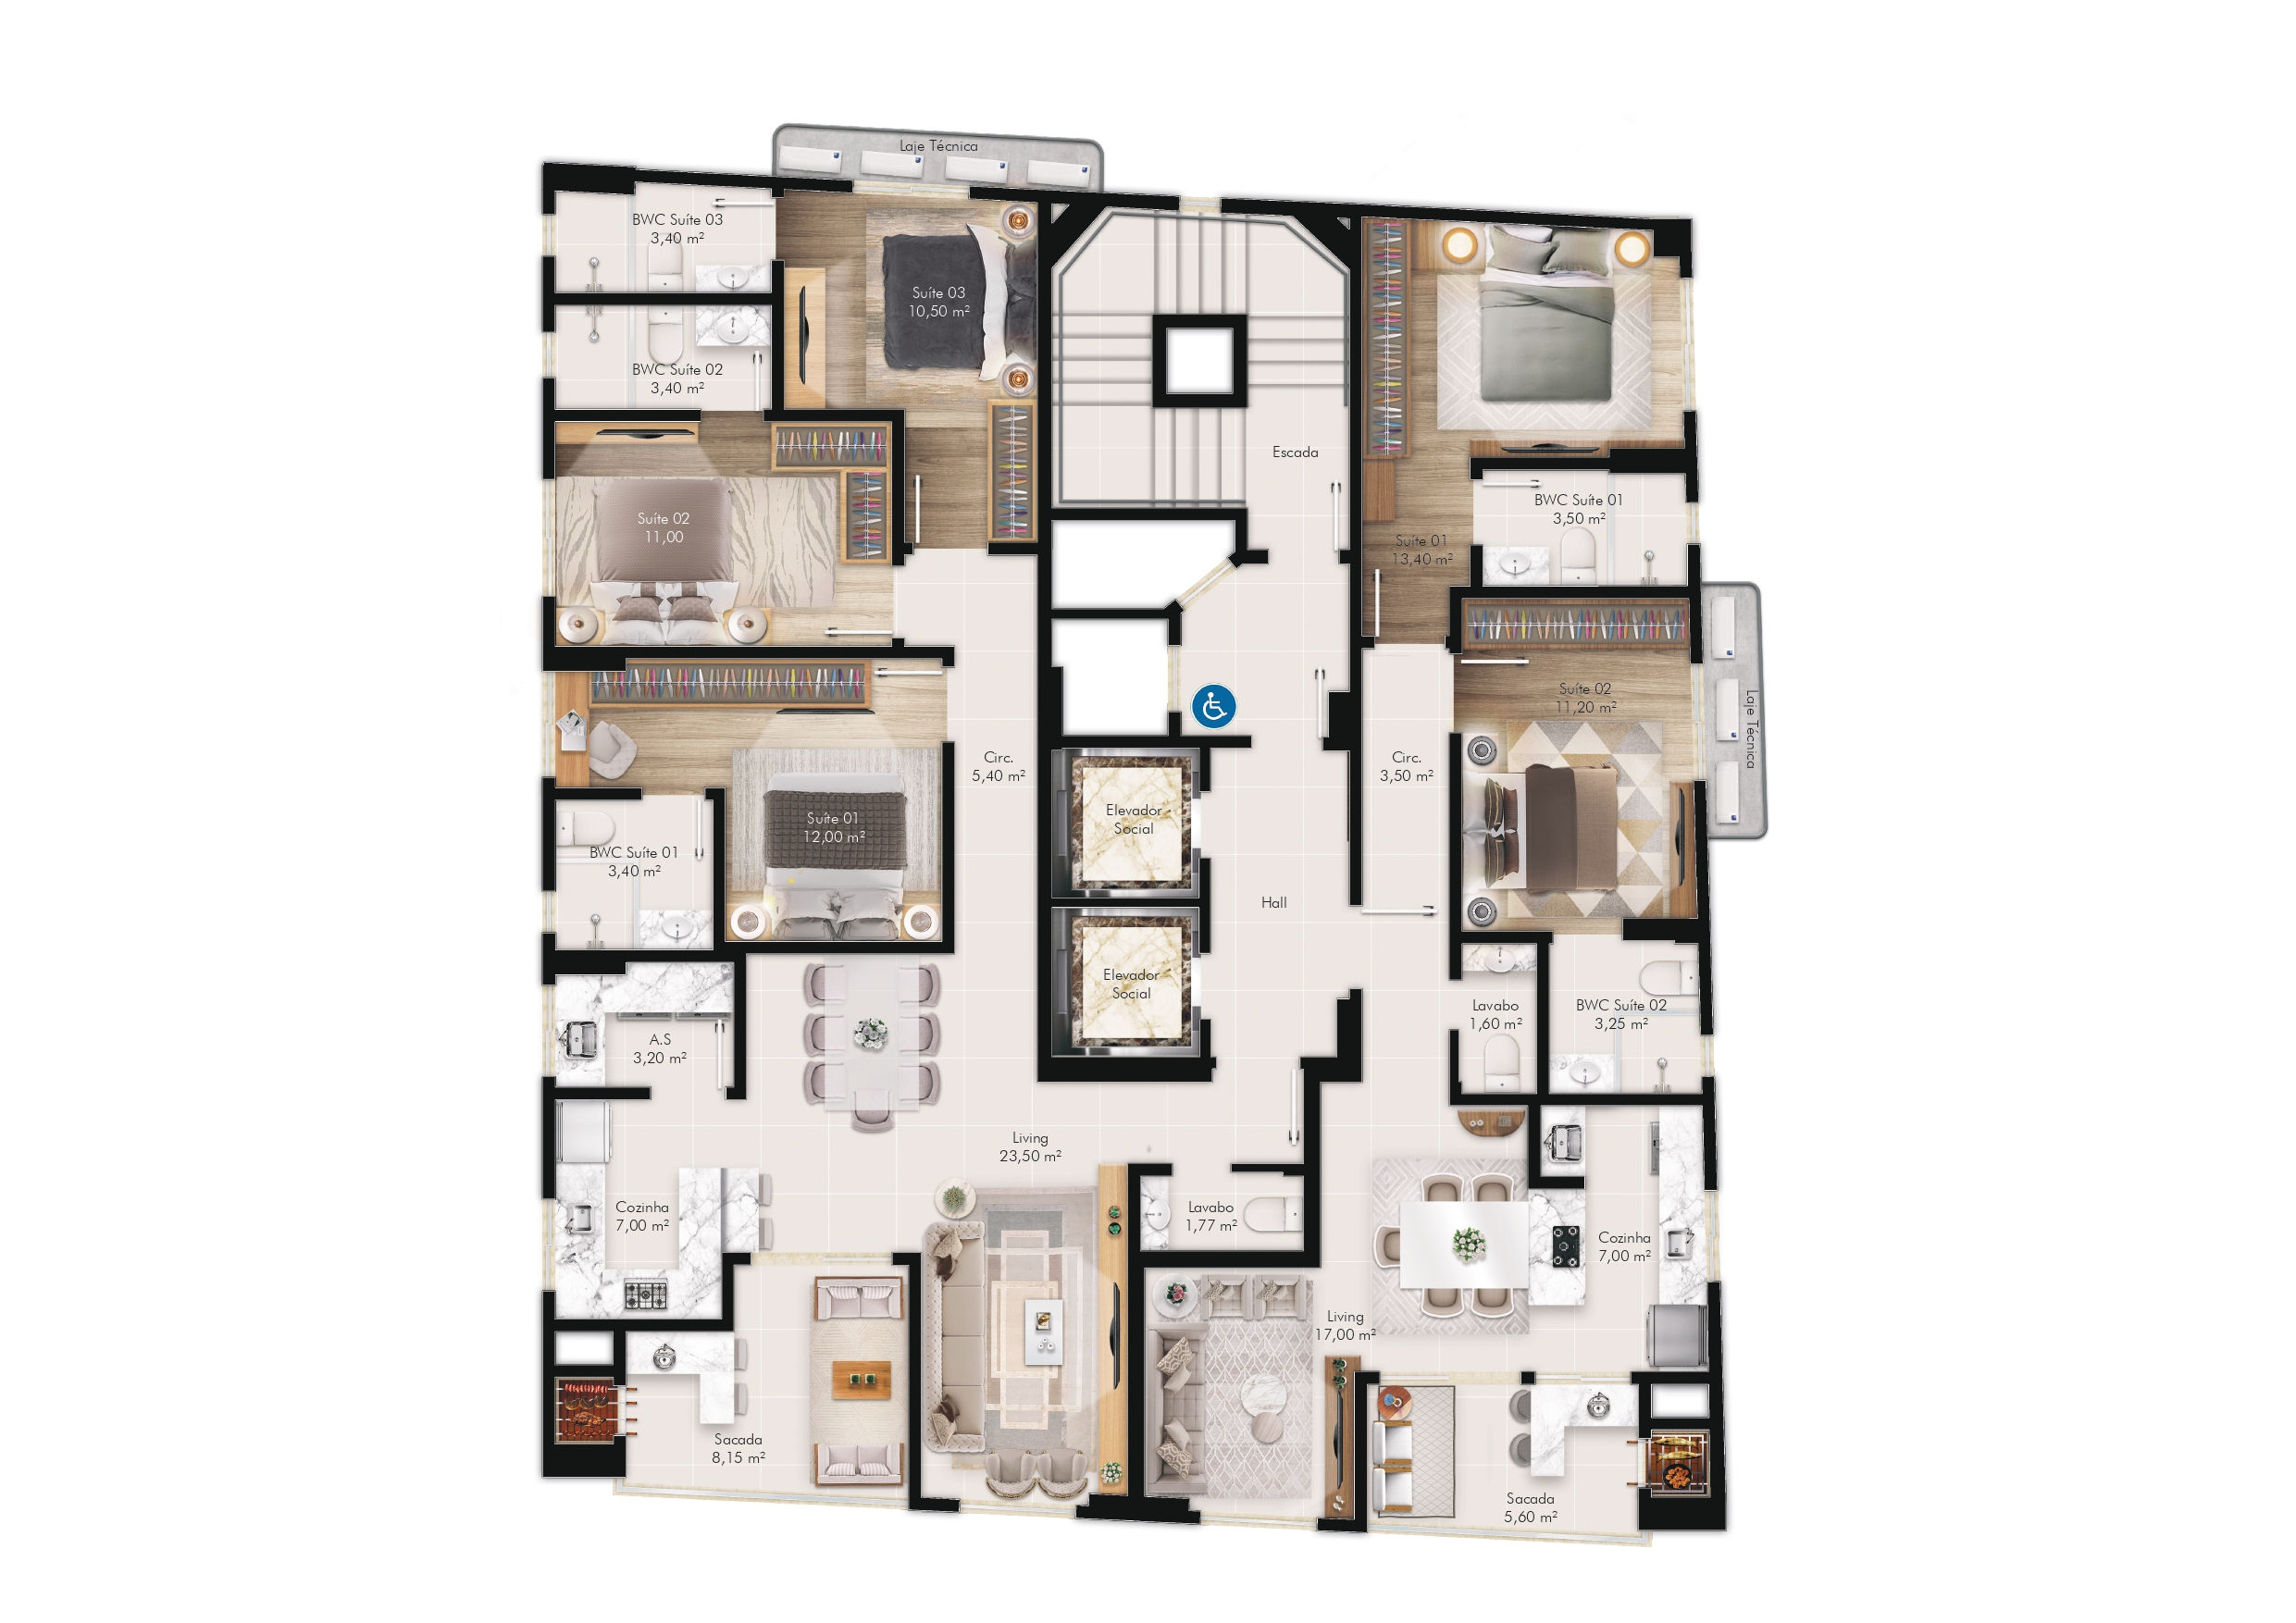 Laje Técnica
BWC Suíte 03
3,40 m²
Suíte 03
10,50 m²
BWC Suíte 02
3,40 m²
Suíte 02
11,00
Suíte 01
12,00 m²
BWC Suíte 01
3,40 m²
Circ.
5,40 m²
A.S
3,20 m²
Cozinha
7,00 m²
Living
23,50 m²
Lavabo
1,77 m²
Sacada
8,15 m²
Escada
Elevador
Social
Elevador
Social
Hall
BWC Suíte 01
3,50 m²
Suíte 01
13,40 m²
Suíte 02
11,20 m²
Laje Técnica
Circ.
3,50 m²
Lavabo
1,60 m²
BWC Suíte 02
3,25 m²
Cozinha
7,00 m²
Living
17,00 m²
Sacada
5,60 m²